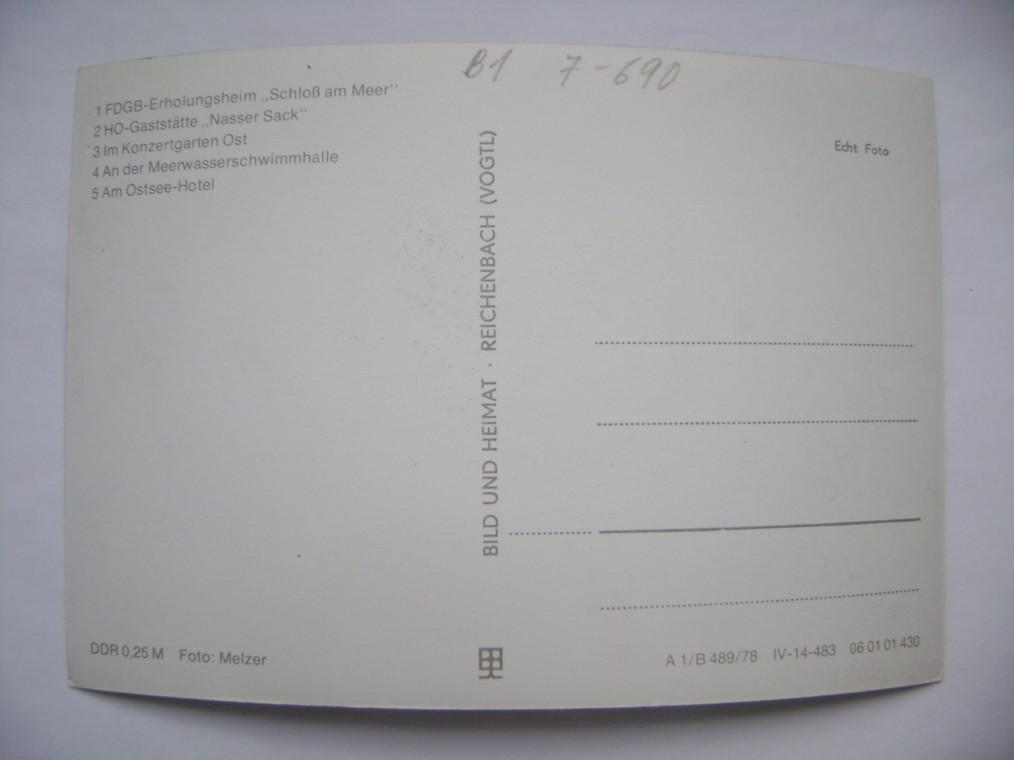 B1 7-690
1 FDGB-Erholungsheim „Schloß am Meer"
2 HO-Gaststätte „Nasser Sack"
3 Im Konzertgarten Ost
4 An der Meerwasserschwimmhalle
5 Am Ostsee-Hotel
Echt Foto
BILD UND HEIMAT · REICHENBACH (VOGTL)
DDR 0,25 M Foto: Melzer
A 1/B 489/78 IV-14-483 06 01 01 430